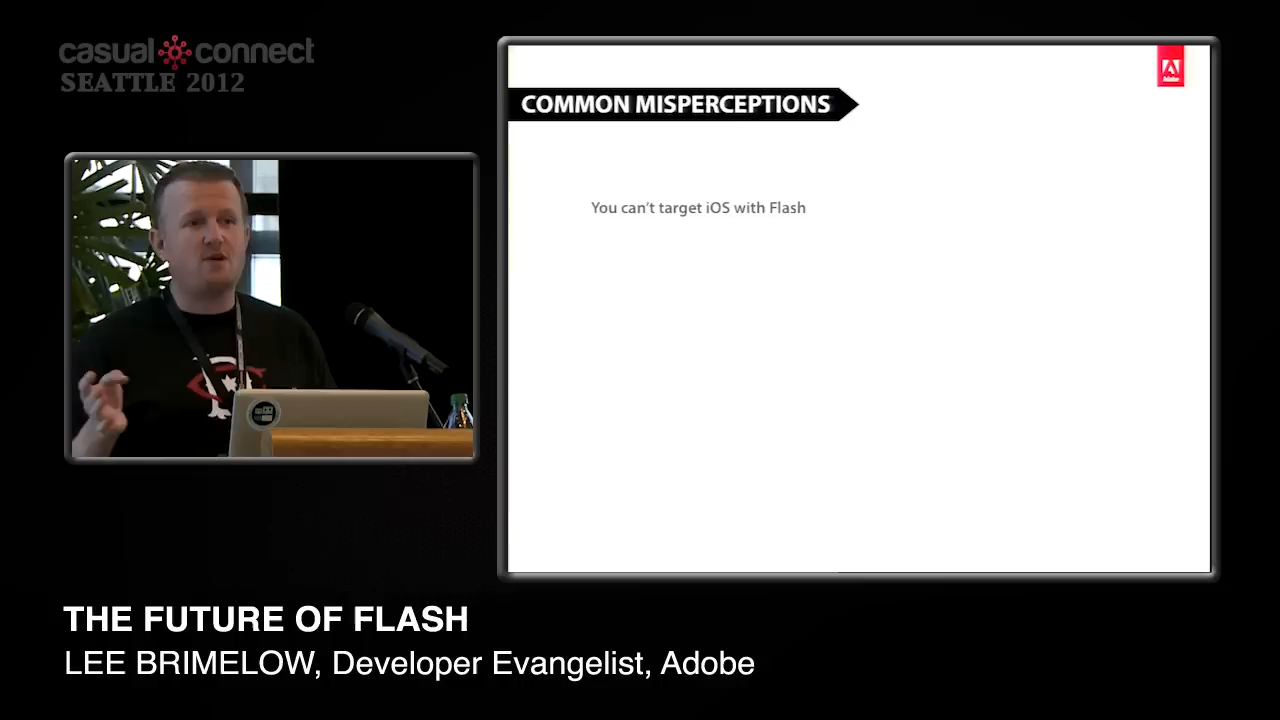 casual connect
SEATTLE 2012
Adobe
COMMON MISPERCEPTIONS
You can't target iOS with Flash
THE FUTURE OF FLASH
LEE BRIMELOW, Developer Evangelist, Adobe